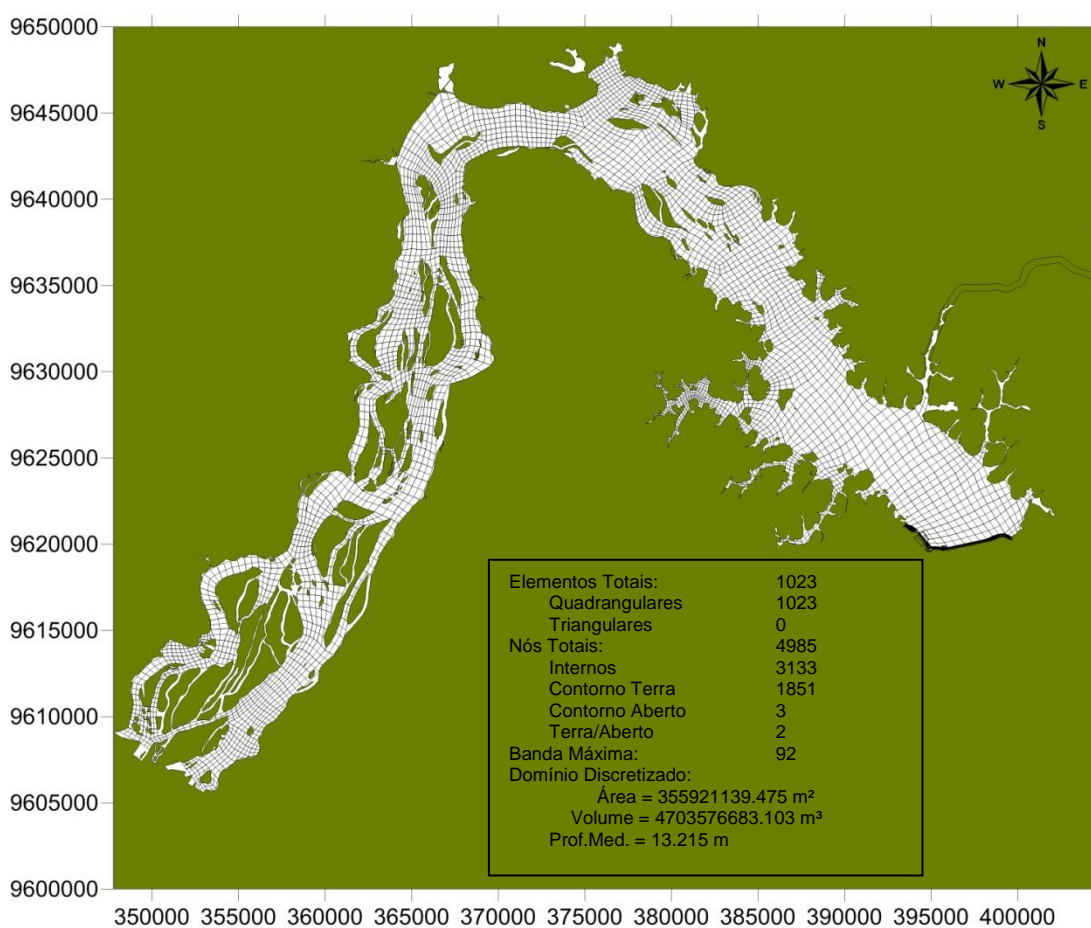 9650000
N
W E
S
9645000
9640000
9635000
9630000
9625000
9620000
Elementos Totais: 1023
Quadrangulares 1023
Triangulares 0
Nós Totais: 4985
Internos 3133
Contorno Terra 1851
Contorno Aberto 3
Terra/Aberto 2
Banda Máxima: 92
Domínio Discretizado:
Área = 355921139.475 m²
Volume = 4703576683.103 m³
Prof.Med. = 13.215 m
9615000
9610000
9605000
9600000
350000 355000 360000 365000 370000 375000 380000 385000 390000 395000 400000